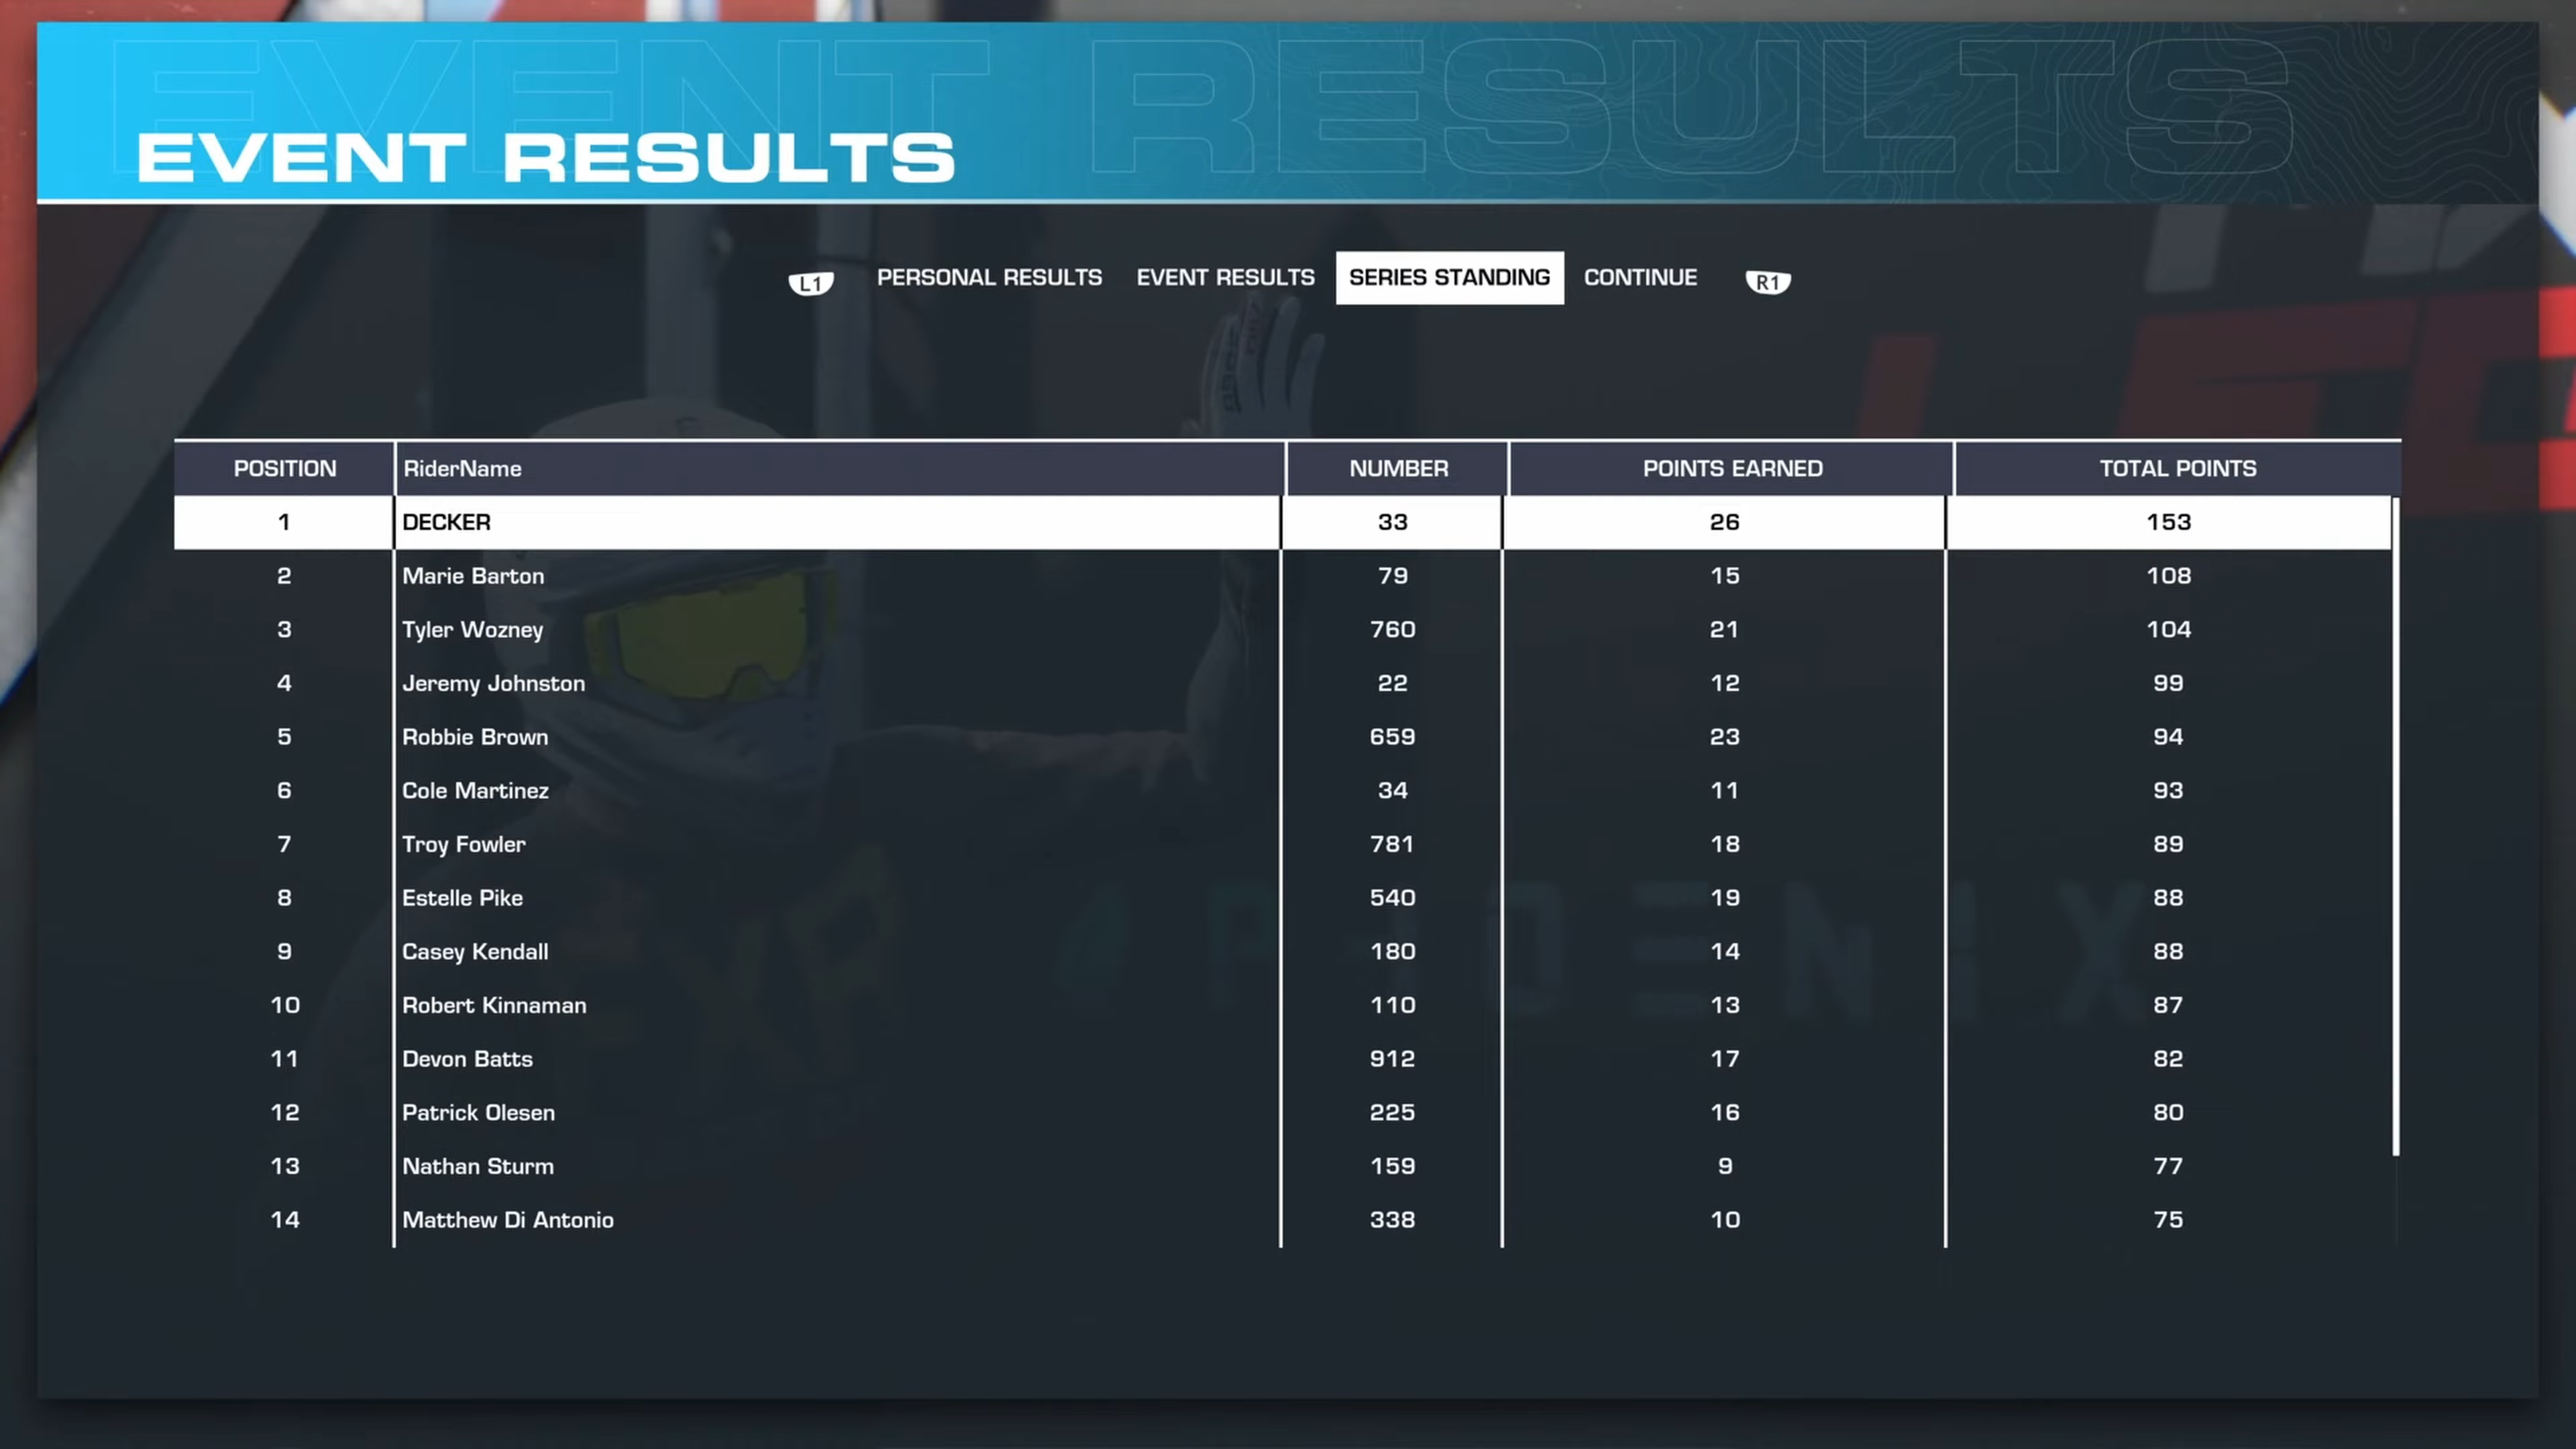 EVENT RESULTS
EVENT RESULTS
L1 PERSONAL RESULTS EVENT RESULTS SERIES STANDING CONTINUE R1
POSITION RiderName NUMBER POINTS EARNED TOTAL POINTS
1 DECKER 33 26 153
2 Marie Barton 79 15 108
3 Tyler Wozney 760 21 104
4 Jeremy Johnston 22 12 99
5 Robbie Brown 659 23 94
6 Cole Martinez 34 11 93
7 Troy Fowler 781 18 89
8 Estelle Pike 540 19 88
9 Casey Kendall 180 14 88
10 Robert Kinnaman 110 13 87
11 Devon Batts 912 17 82
12 Patrick Olesen 225 16 80
13 Nathan Sturm 159 9 77
14 Matthew Di Antonio 338 10 75
PHOENIX